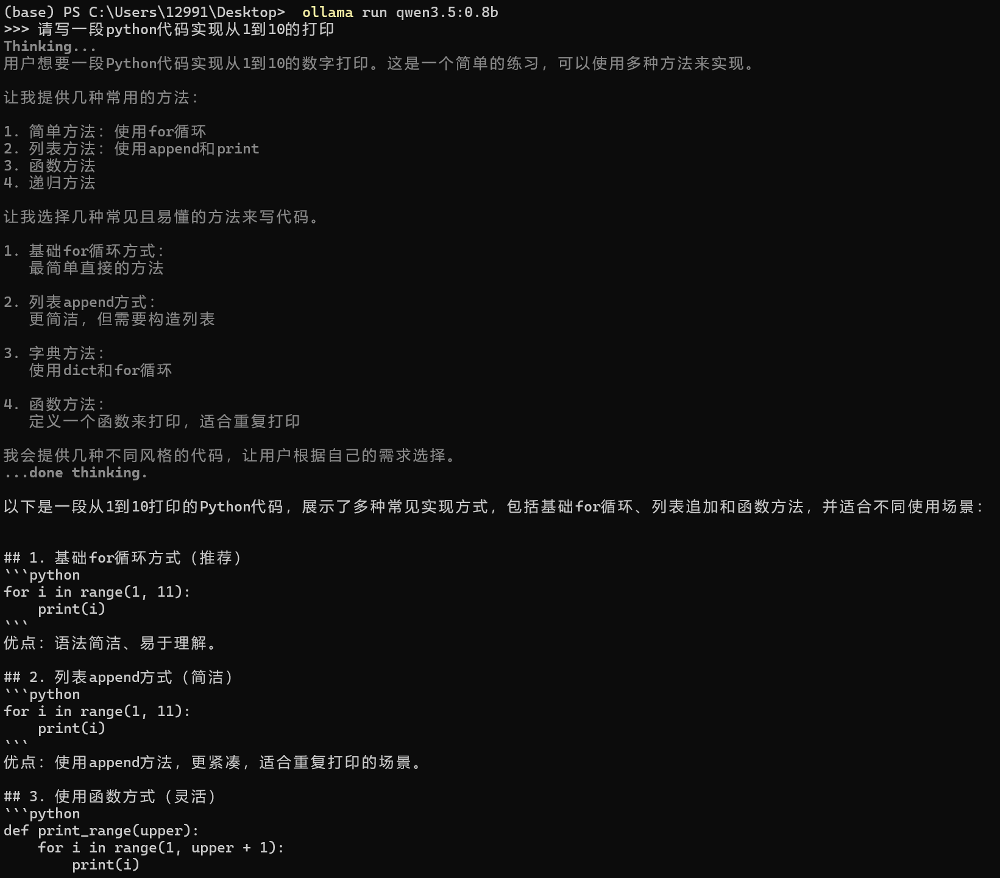 (base) PS C:\Users\12991\Desktop>  ollama run qwen3.5:0.8b
>>> 请写一段python代码实现从1到10的打印
Thinking...
用户想要一段Python代码实现从1到10的数字打印。这是一个简单的练习，可以使用多种方法来实现。
让我提供几种常用的方法：
1. 简单方法：使用for循环
2. 列表方法：使用append和print
3. 函数方法
4. 递归方法
让我选择几种常见且易懂的方法来写代码。
1. 基础for循环方式：
   最简单直接的方法
2. 列表append方式：
   更简洁，但需要构造列表
3. 字典方法：
   使用dict和for循环
4. 函数方法：
   定义一个函数来打印，适合重复打印
我会提供几种不同风格的代码，让用户根据自己的需求选择。
...done thinking.
以下是一段从1到10打印的Python代码，展示了多种常见实现方式，包括基础for循环、列表追加和函数方法，并适合不同使用场景：
## 1. 基础for循环方式（推荐）
```python
for i in range(1, 11):
    print(i)
```
优点：语法简洁、易于理解。
## 2. 列表append方式（简洁）
```python
for i in range(1, 11):
    print(i)
```
优点：使用append方法，更紧凑，适合重复打印的场景。
## 3. 使用函数方式（灵活）
```python
def print_range(upper):
    for i in range(1, upper + 1):
        print(i)